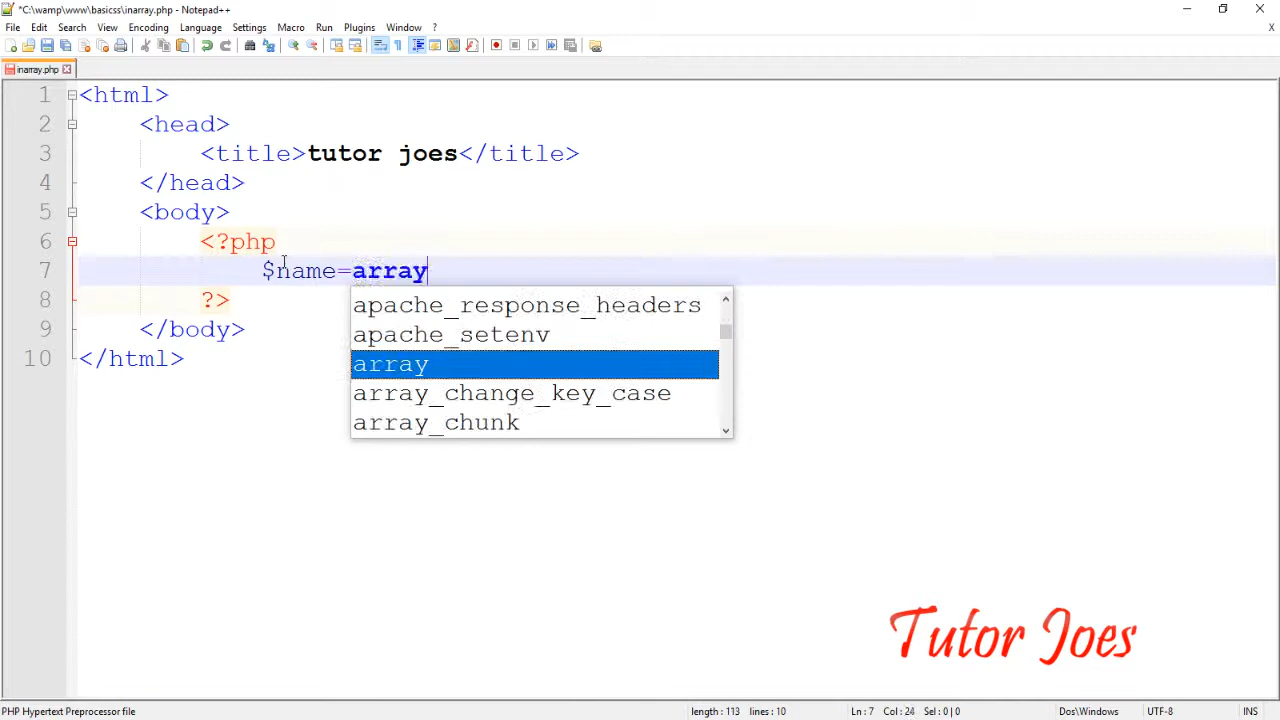 *C:\wamp\www\basicss\inarray.php - Notepad++
File Edit Search View Encoding Language Settings Macro Run Plugins Window ? X
inarray.php
1 <html>
2 <head>
3 <title>tutor joes</title>
4 </head>
5 <body>
6 <?php
7 $name=array
8 ?>
9 </body>
10 </html>
apache_response_headers
apache_setenv
array
array_change_key_case
array_chunk
Tutor Joes
PHP Hypertext Preprocessor file length : 113 lines : 10 Ln : 7 Col : 24 Sel : 0 | 0 Dos\Windows UTF-8 INS